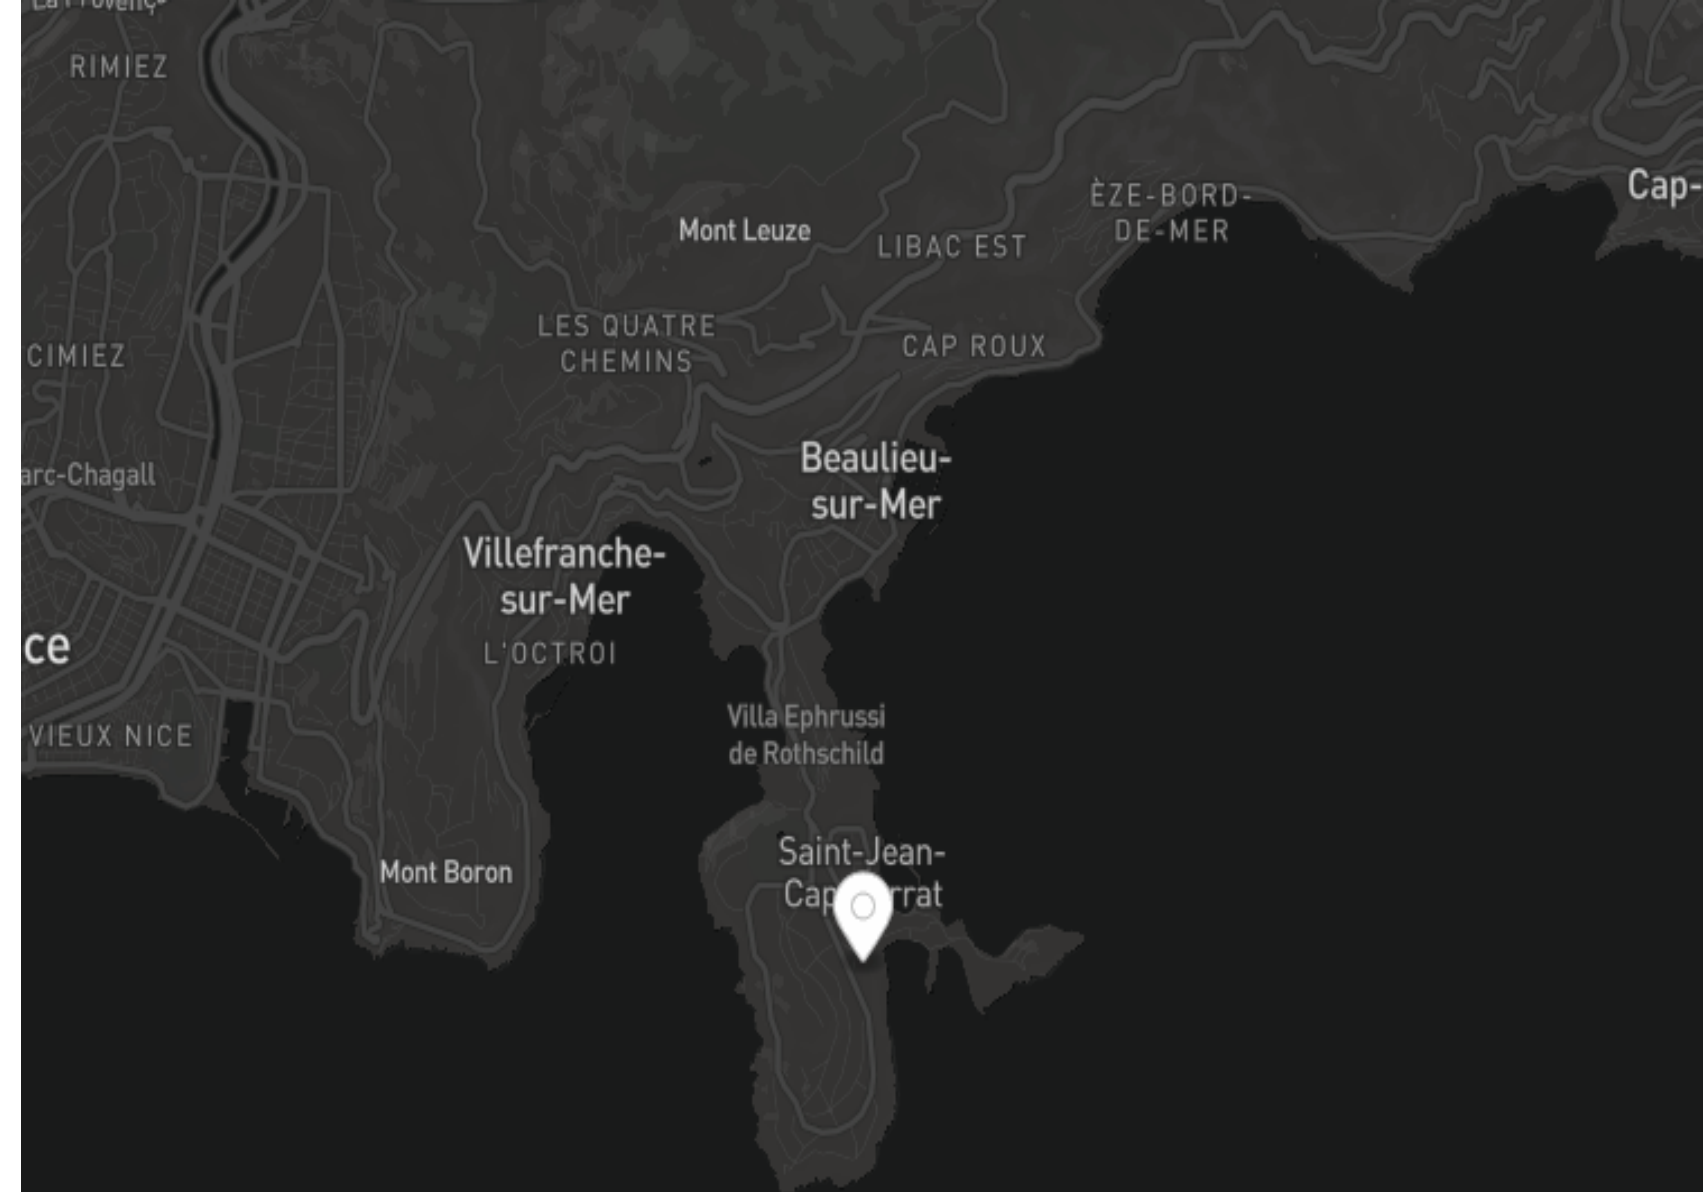 RIMIEZ
ÈZE-BORD-
DE-MER
Cap-
Mont Leuze
LIBAC EST
LES QUATRE
CHEMINS
CAP ROUX
CIMIEZ
arc-Chagall
Beaulieu-
sur-Mer
Villefranche-
sur-Mer
L'OCTROI
ce
VIEUX NICE
Villa Ephrussi
de Rothschild
Mont Boron
Saint-Jean-
Cap rrat